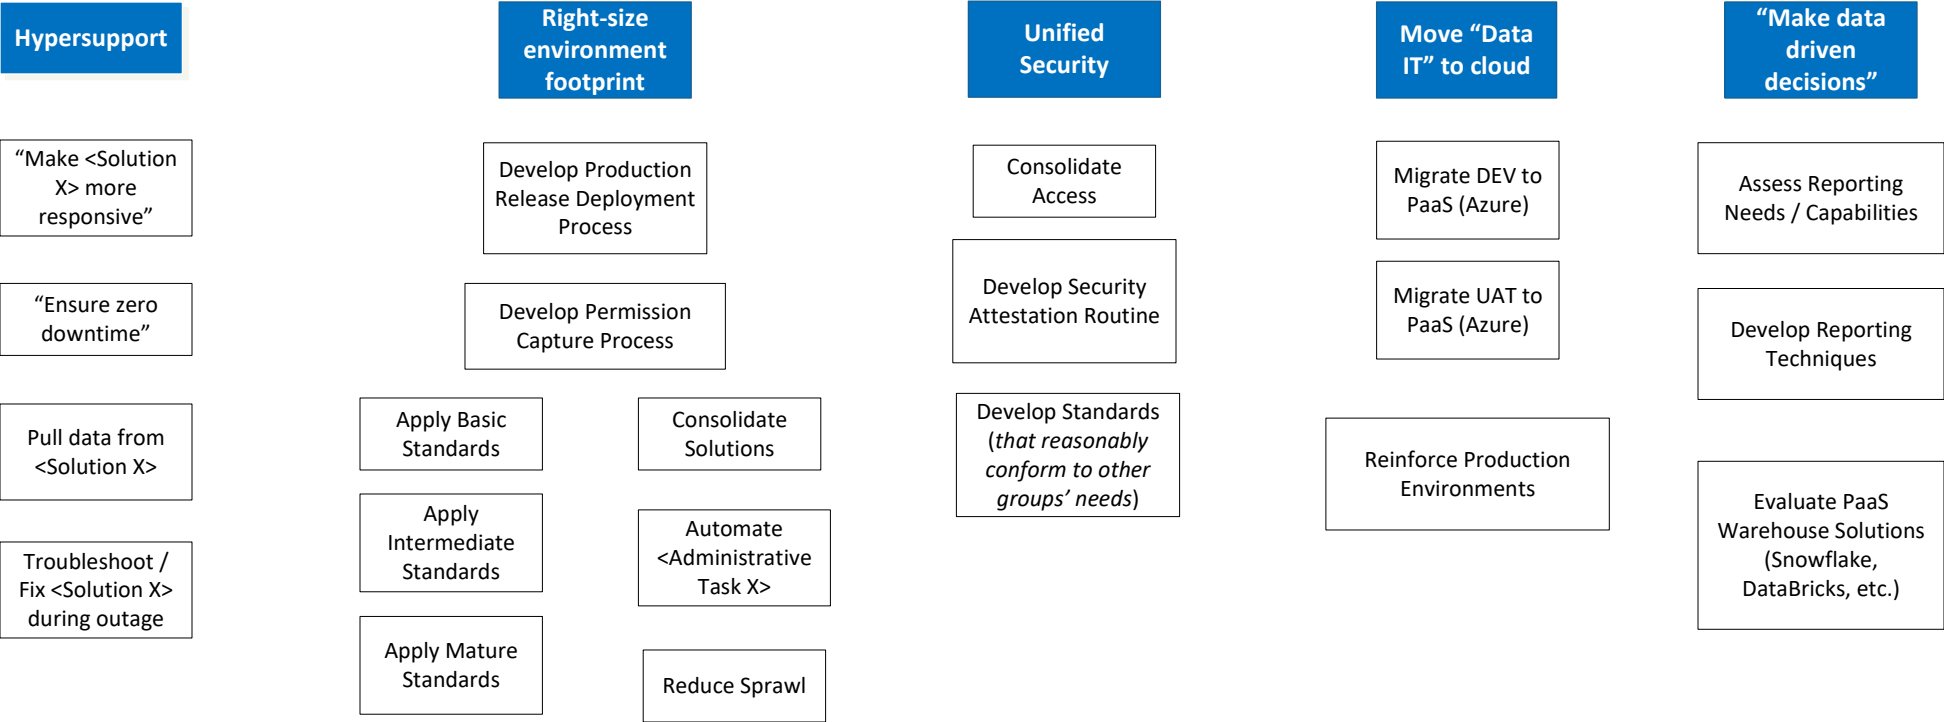 Hypersupport
Right-size
environment
footprint
Unified
Security
Move “Data
IT” to cloud
“Make data
driven
decisions”
“Make <Solution
X> more
responsive”
“Ensure zero
downtime”
Pull data from
<Solution X>
Troubleshoot /
Fix <Solution X>
during outage
Develop Production
Release Deployment
Process
Develop Permission
Capture Process
Apply Basic
Standards
Apply
Intermediate
Standards
Apply Mature
Standards
Consolidate
Solutions
Automate
<Administrative
Task X>
Reduce Sprawl
Consolidate
Access
Develop Security
Attestation Routine
Develop Standards
(that reasonably
conform to other
groups’ needs)
Migrate DEV to
PaaS (Azure)
Migrate UAT to
PaaS (Azure)
Reinforce Production
Environments
Assess Reporting
Needs / Capabilities
Develop Reporting
Techniques
Evaluate PaaS
Warehouse Solutions
(Snowflake,
DataBricks, etc.)